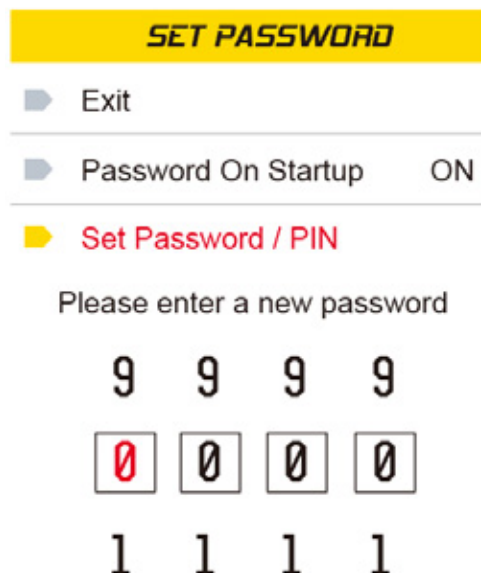 SET PASSWORD
Exit
Password On Startup ON
Set Password / PIN
Please enter a new password
9 9 9 9
0 0 0 0
1 1 1 1